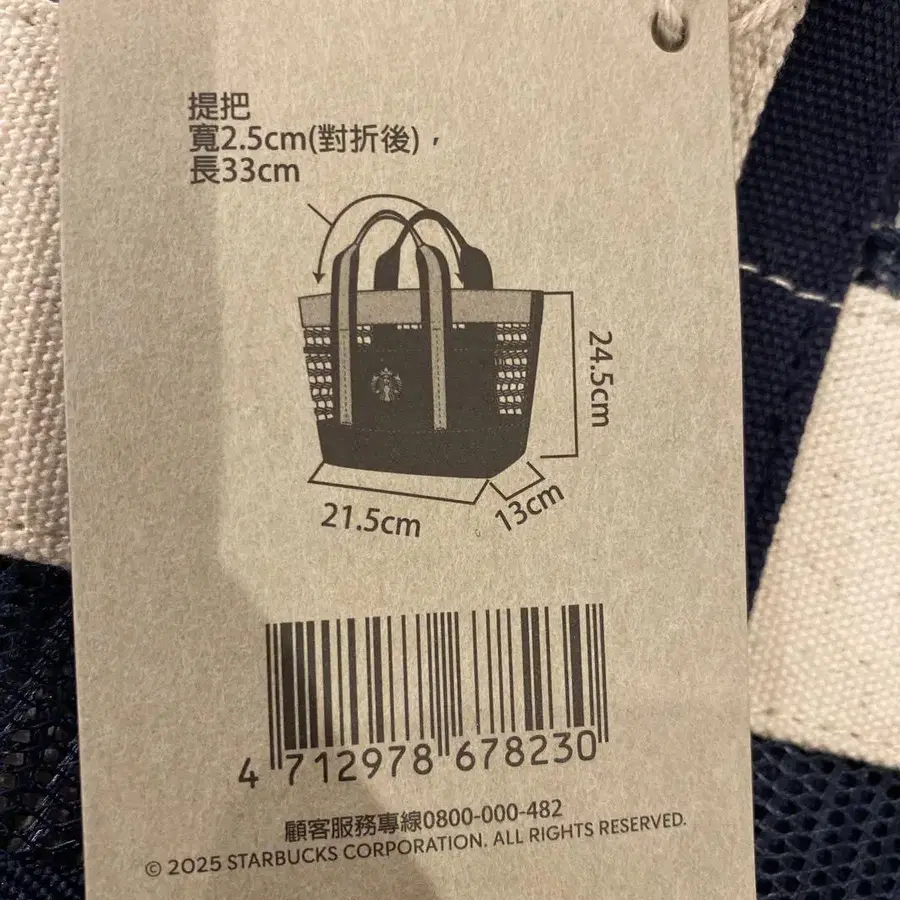 提把
寬2.5cm(對折後)，
長33cm
24.5cm
13cm
21.5cm
4 712978 678230
顧客服務專線0800-000-482
© 2025 STARBUCKS CORPORATION. ALL RIGHTS RESERVED.